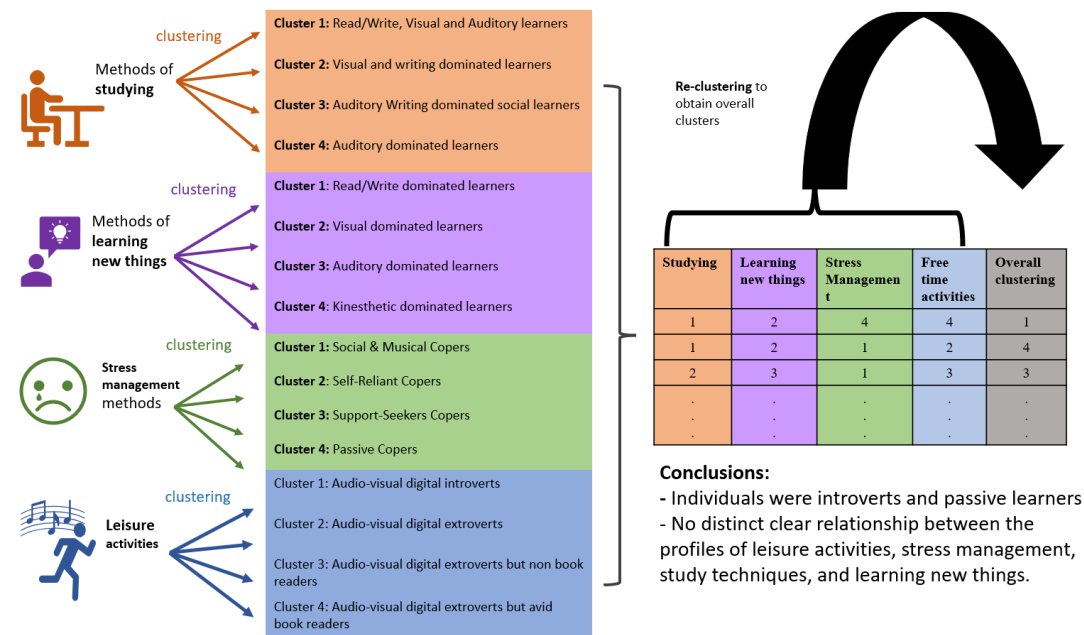 clustering
Methods of
studying
Cluster 1: Read/Write, Visual and Auditory learners
Cluster 2: Visual and writing dominated learners
Cluster 3: Auditory Writing dominated social learners
Cluster 4: Auditory dominated learners
clustering
Methods of
learning
new things
Cluster 1: Read/Write dominated learners
Cluster 2: Visual dominated learners
Cluster 3: Auditory dominated learners
Cluster 4: Kinesthetic dominated learners
clustering
Stress
management
methods
Cluster 1: Social & Musical Copers
Cluster 2: Self-Reliant Copers
Cluster 3: Support-Seekers Copers
Cluster 4: Passive Copers
clustering
Leisure
activities
Cluster 1: Audio-visual digital introverts
Cluster 2: Audio-visual digital extroverts
Cluster 3: Audio-visual digital extroverts but non book
readers
Cluster 4: Audio-visual digital extroverts but avid
book readers
Re-clustering to
obtain overall
clusters
Studying
Learning
new things
Stress
Managemen
t
Free
time
activities
Overall
clustering
1 2 4 4 1
1 2 1 2 4
2 3 1 3 3
. . . . .
. . . . .
. . . . .
Conclusions:
- Individuals were introverts and passive learners
- No distinct clear relationship between the
profiles of leisure activities, stress management,
study techniques, and learning new things.